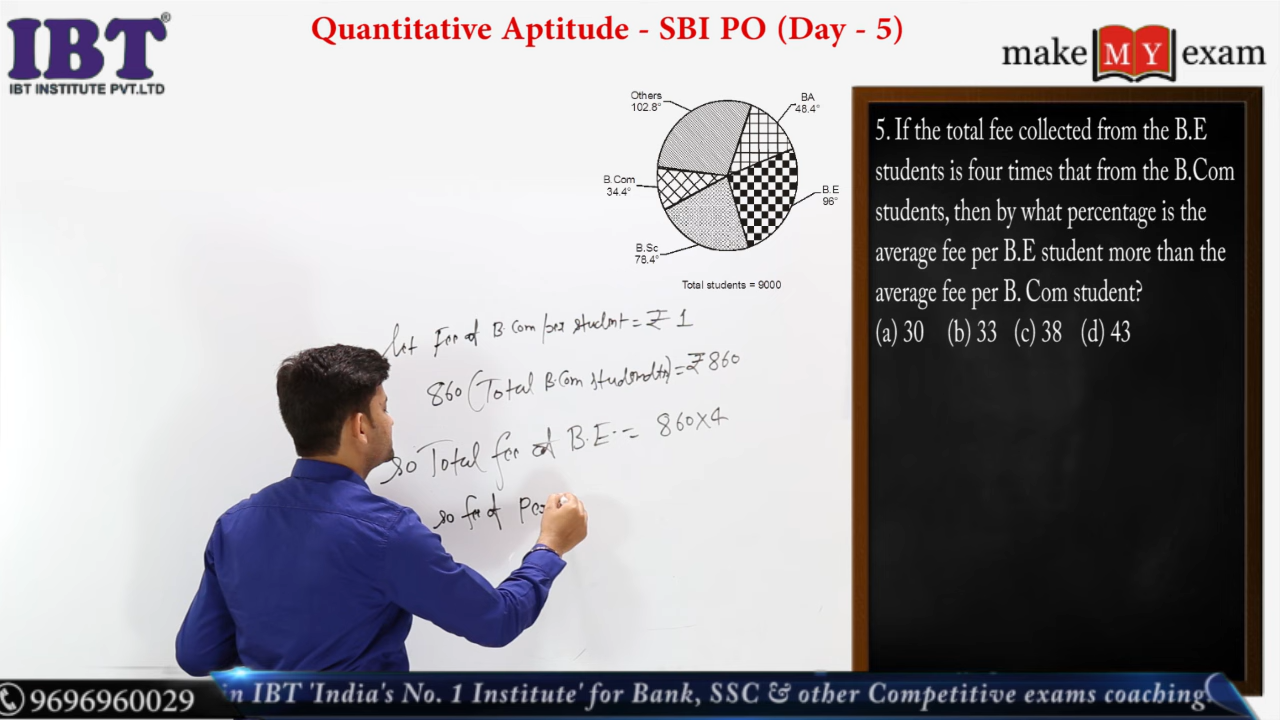 IBT®
IBT INSTITUTE PVT.LTD
Quantitative Aptitude - SBI PO (Day - 5)
make MY exam
Others
102.8°
BA
48.4°
B.Com
34.4°
B.E
96°
B.Sc
78.4°
Total students = 9000
let Fee of B.Com/per student = ₹ 1
860 (Total B.Com = ₹ 860
so Total fee of B.E. = 860×4
so fee of Per
5. If the total fee collected from the B.E
students is four times that from the B.Com
students, then by what percentage is the
average fee per B.E student more than the
average fee per B. Com student?
(a) 30 (b) 33 (c) 38 (d) 43
9696960029
in IBT 'India's No. 1 Institute' for Bank, SSC & other Competitive exams coaching